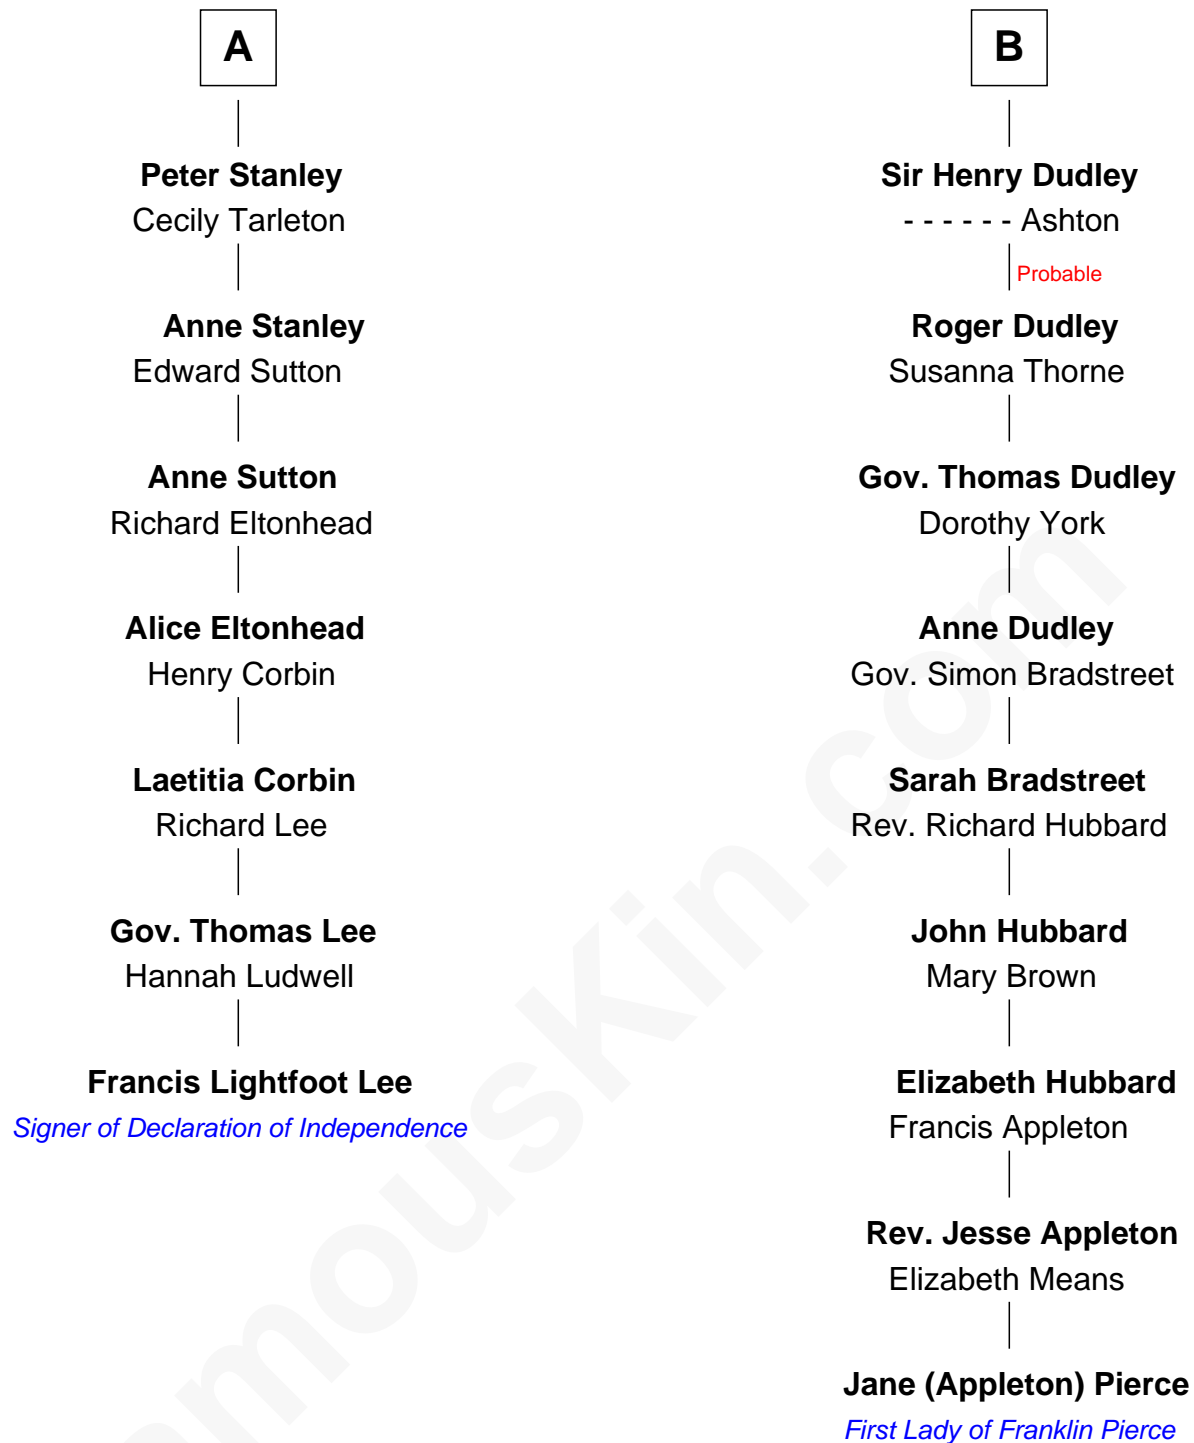 A
Peter Stanley
Cecily Tarleton
Anne Stanley
Edward Sutton
Anne Sutton
Richard Eltonhead
Alice Eltonhead
Henry Corbin
Laetitia Corbin
Richard Lee
Gov. Thomas Lee
Hannah Ludwell
Francis Lightfoot Lee
Signer of Declaration of Independence
B
Sir Henry Dudley
- - - - - - Ashton
Probable
Roger Dudley
Susanna Thorne
Gov. Thomas Dudley
Dorothy York
Anne Dudley
Gov. Simon Bradstreet
Sarah Bradstreet
Rev. Richard Hubbard
John Hubbard
Mary Brown
Elizabeth Hubbard
Francis Appleton
Rev. Jesse Appleton
Elizabeth Means
Jane (Appleton) Pierce
First Lady of Franklin Pierce
amousKin.com